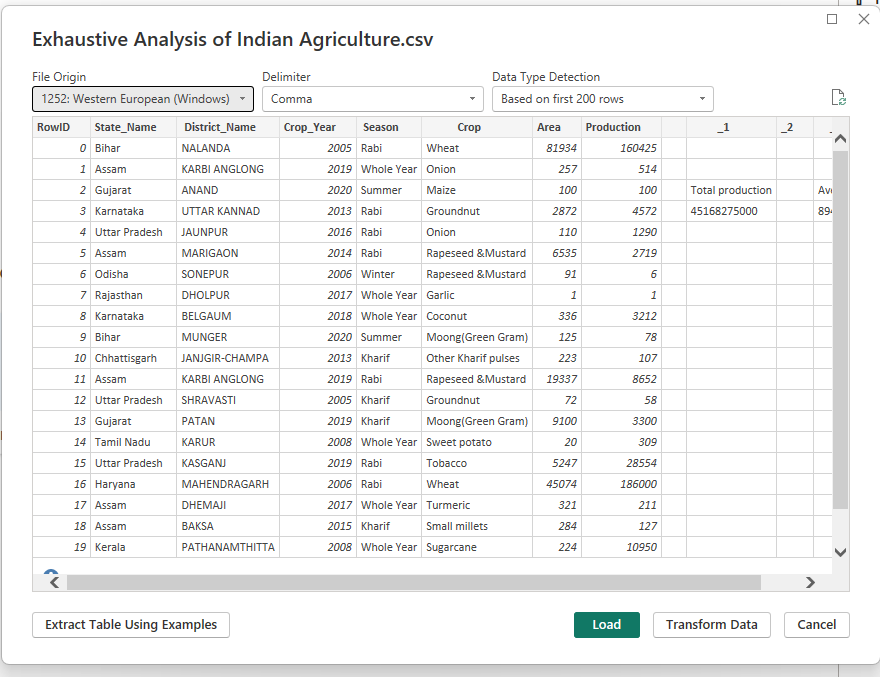 Exhaustive Analysis of Indian Agriculture.csv
File Origin Delimiter Data Type Detection
1252: Western European (Windows) Comma Based on first 200 rows
RowID State_Name District_Name Crop_Year Season Crop Area Production _1 _2
0 Bihar NALANDA 2005 Rabi Wheat 81934 160425
1 Assam KARBI ANGLONG 2019 Whole Year Onion 257 514
2 Gujarat ANAND 2020 Summer Maize 100 100 Total production
3 Karnataka UTTAR KANNAD 2013 Rabi Groundnut 2872 4572 45168275000
4 Uttar Pradesh JAUNPUR 2016 Rabi Onion 110 1290
5 Assam MARIGAON 2014 Rabi Rapeseed &Mustard 6535 2719
6 Odisha SONEPUR 2006 Winter Rapeseed &Mustard 91 6
7 Rajasthan DHOLPUR 2017 Whole Year Garlic 1 1
8 Karnataka BELGAUM 2018 Whole Year Coconut 336 3212
9 Bihar MUNGER 2020 Summer Moong(Green Gram) 125 78
10 Chhattisgarh JANJGIR-CHAMPA 2013 Kharif Other Kharif pulses 223 107
11 Assam KARBI ANGLONG 2019 Rabi Rapeseed &Mustard 19337 8652
12 Uttar Pradesh SHRAVASTI 2005 Kharif Groundnut 72 58
13 Gujarat PATAN 2019 Kharif Moong(Green Gram) 9100 3300
14 Tamil Nadu KARUR 2008 Whole Year Sweet potato 20 309
15 Uttar Pradesh KASGANJ 2019 Rabi Tobacco 5247 28554
16 Haryana MAHENDRAGARH 2006 Rabi Wheat 45074 186000
17 Assam DHEMAJI 2017 Whole Year Turmeric 321 211
18 Assam BAKSA 2015 Kharif Small millets 284 127
19 Kerala PATHANAMTHITTA 2008 Whole Year Sugarcane 224 10950
Extract Table Using Examples Load Transform Data Cancel